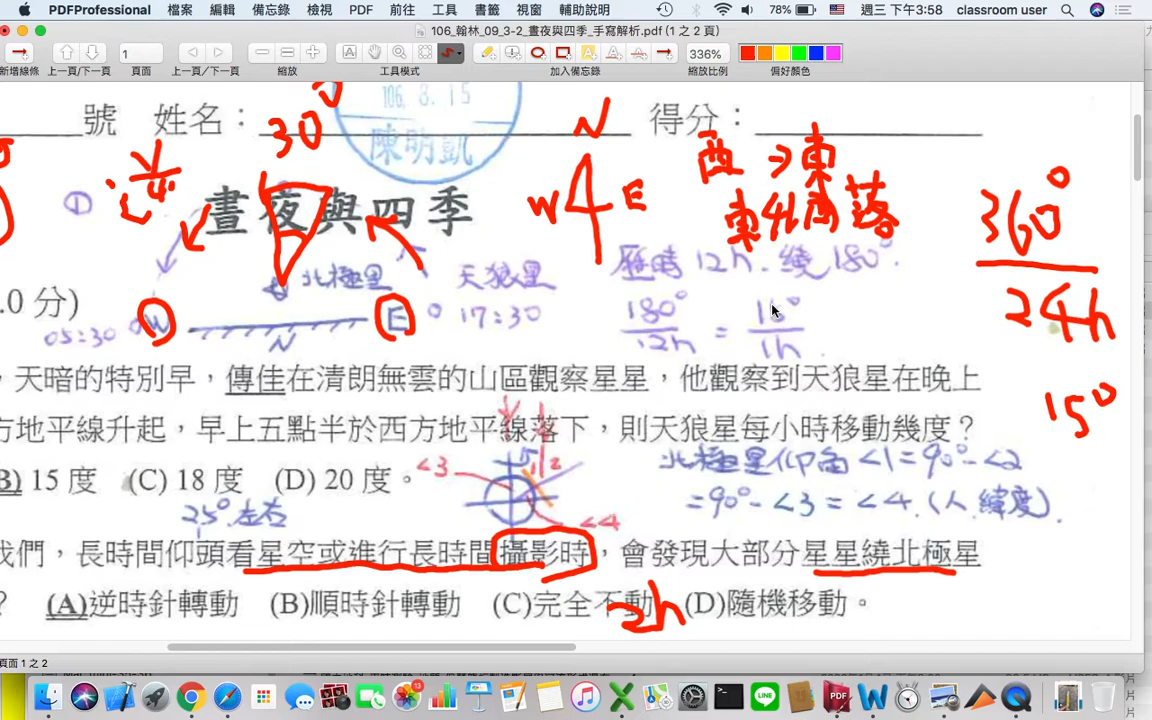 PDFProfessional 檔案 編輯 備忘錄 檢視 PDF 前往 工具 書籤 視窗 輔助說明 78% 週三 下午3:58 classroom user
106_翰林_09_3-2_晝夜與四季_手寫解析.pdf (1 之 2 頁)
1 336%
新增線條 上一頁/下一頁 頁面 上一頁/下一頁 縮放 工具模式 加入備忘錄 縮放比例 偏好顏色
106.3.15
陳明凱
號 姓名： 得分：
30°
N
W E
西→東
360°
24h
15°
① 晝夜與四季
歷時12h.繞180°.
北極星 天狼星
.0 分)
05:30 W E 17:30
N
180°/12h = 15°/1h
，天暗的特別早，傳佳在清朗無雲的山區觀察星星，他觀察到天狼星在晚上
方地平線升起，早上五點半於西方地平線落下，則天狼星每小時移動幾度？
B) 15 度 (C) 18 度 (D) 20 度。
∠3 ∠1 ∠2 ∠4
北極星仰角∠1=90°-∠2
=90°-∠3=∠4.(人緯度).
25°左右
我們，長時間仰頭看星空或進行長時間攝影時，會發現大部分星星繞北極星
？ (A)逆時針轉動 (B)順時針轉動 (C)完全不動 (D)隨機移動。
2h
頁面 1 之 2